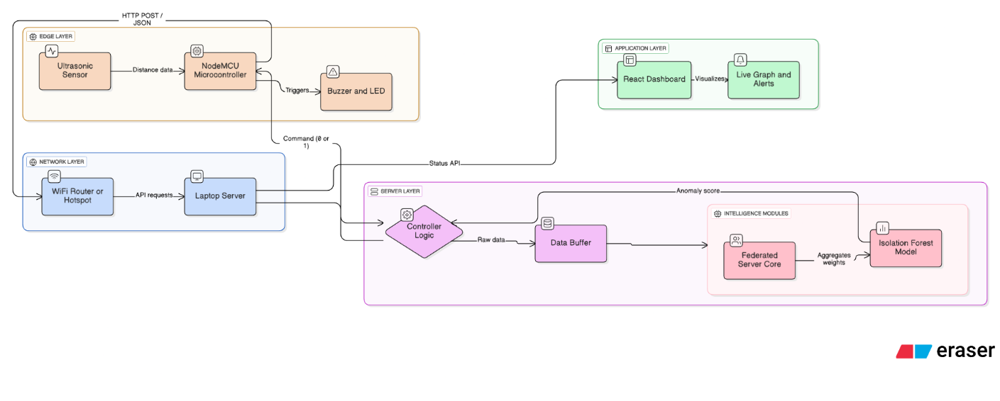 HTTP POST /
JSON
EDGE LAYER
Ultrasonic
Sensor
Distance data
NodeMCU
Microcontroller
Triggers
Buzzer and LED
APPLICATION LAYER
React Dashboard
Visualizes
Live Graph and
Alerts
Command (0 or
1)
NETWORK LAYER
WiFi Router or
Hotspot
API requests
Laptop Server
Status API
SERVER LAYER
Controller
Logic
Raw data
Data Buffer
Anomaly score
INTELLIGENCE MODULES
Federated
Server Core
Aggregates
weights
Isolation Forest
Model
eraser